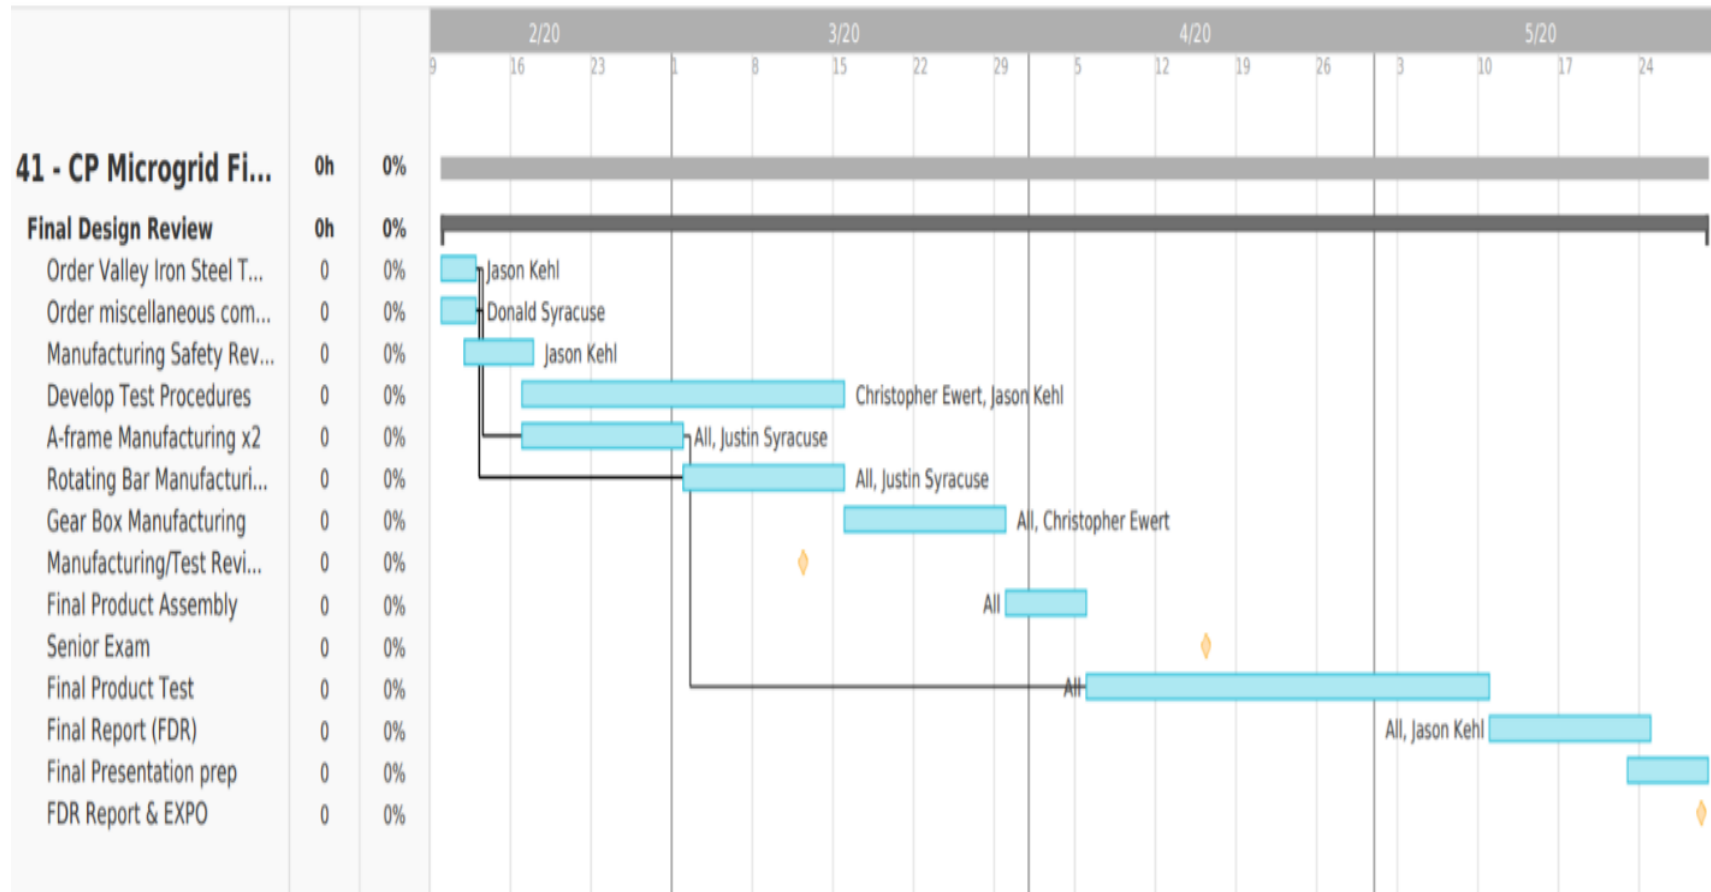 2/20 3/20 4/20 5/20
9 16 23 1 8 15 22 29 5 12 19 26 3 10 17 24
41 - CP Microgrid Fi... 0h 0%
Final Design Review 0h 0%
Order Valley Iron Steel T... 0 0% Jason Kehl
Order miscellaneous com... 0 0% Donald Syracuse
Manufacturing Safety Rev... 0 0% Jason Kehl
Develop Test Procedures 0 0% Christopher Ewert, Jason Kehl
A-frame Manufacturing x2 0 0% All, Justin Syracuse
Rotating Bar Manufacturi... 0 0% All, Justin Syracuse
Gear Box Manufacturing 0 0% All, Christopher Ewert
Manufacturing/Test Revi... 0 0%
Final Product Assembly 0 0% All
Senior Exam 0 0%
Final Product Test 0 0% All
Final Report (FDR) 0 0% All, Jason Kehl
Final Presentation prep 0 0%
FDR Report & EXPO 0 0%